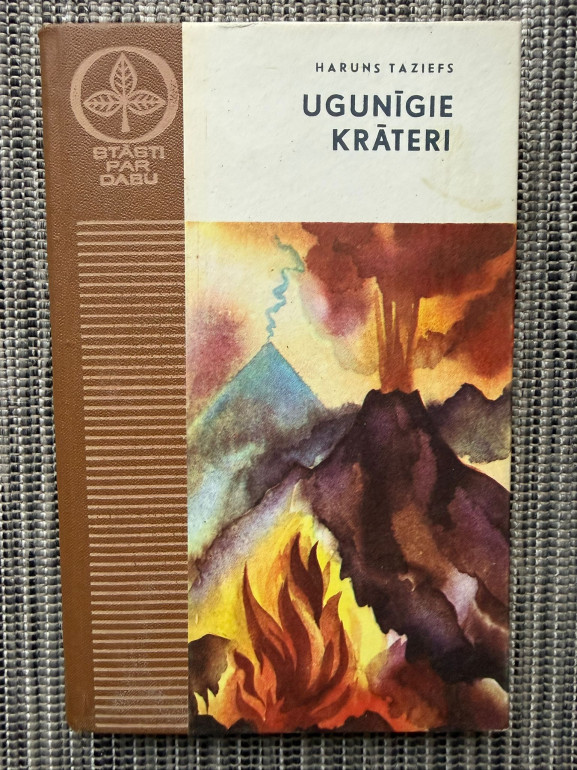 STĀSTI
PAR
DABU
HARUNS TAZIEFS
UGUNĪGIE
KRĀTERI